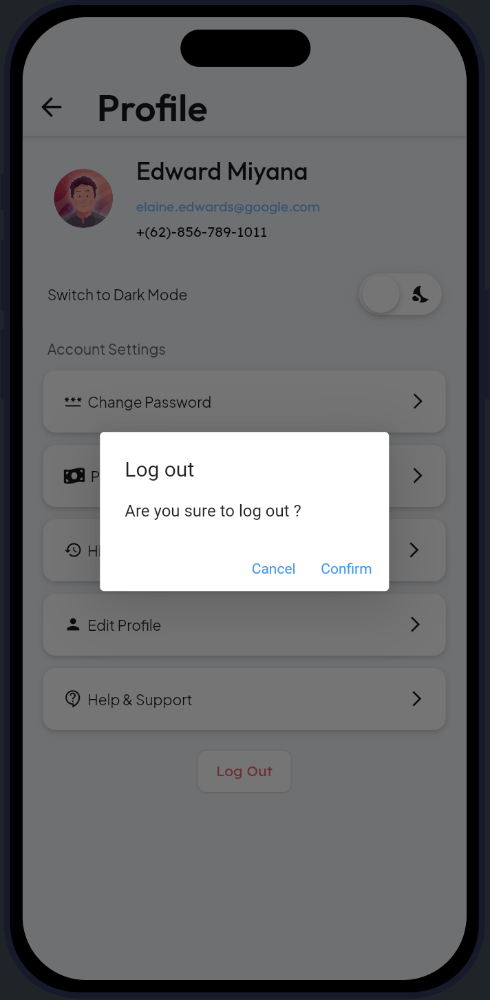 Profile
Edward Miyana
elaine.edwards@google.com
+(62)-856-789-1011
Switch to Dark Mode
Account Settings
*** Change Password
P
Hi
Log out
Are you sure to log out ?
Cancel Confirm
Edit Profile
Help & Support
Log Out